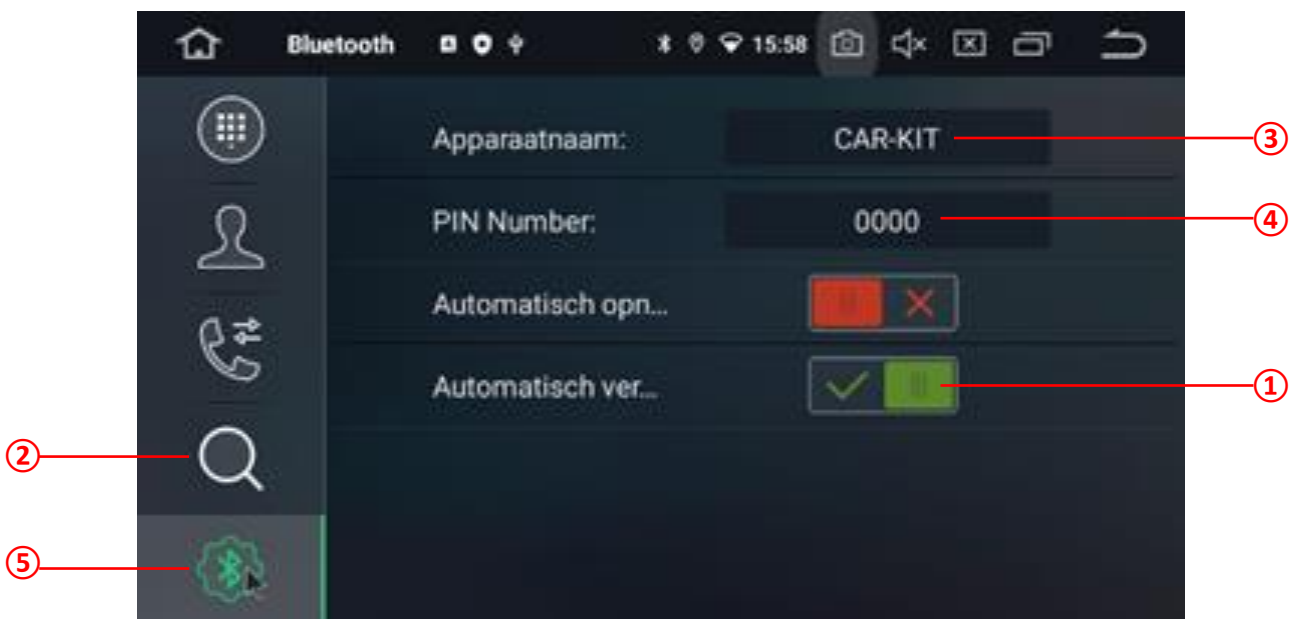 Bluetooth 15:58
Apparaatnaam: CAR-KIT ③
PIN Number: 0000 ④
Automatisch opn...
Automatisch ver... ①
②
⑤